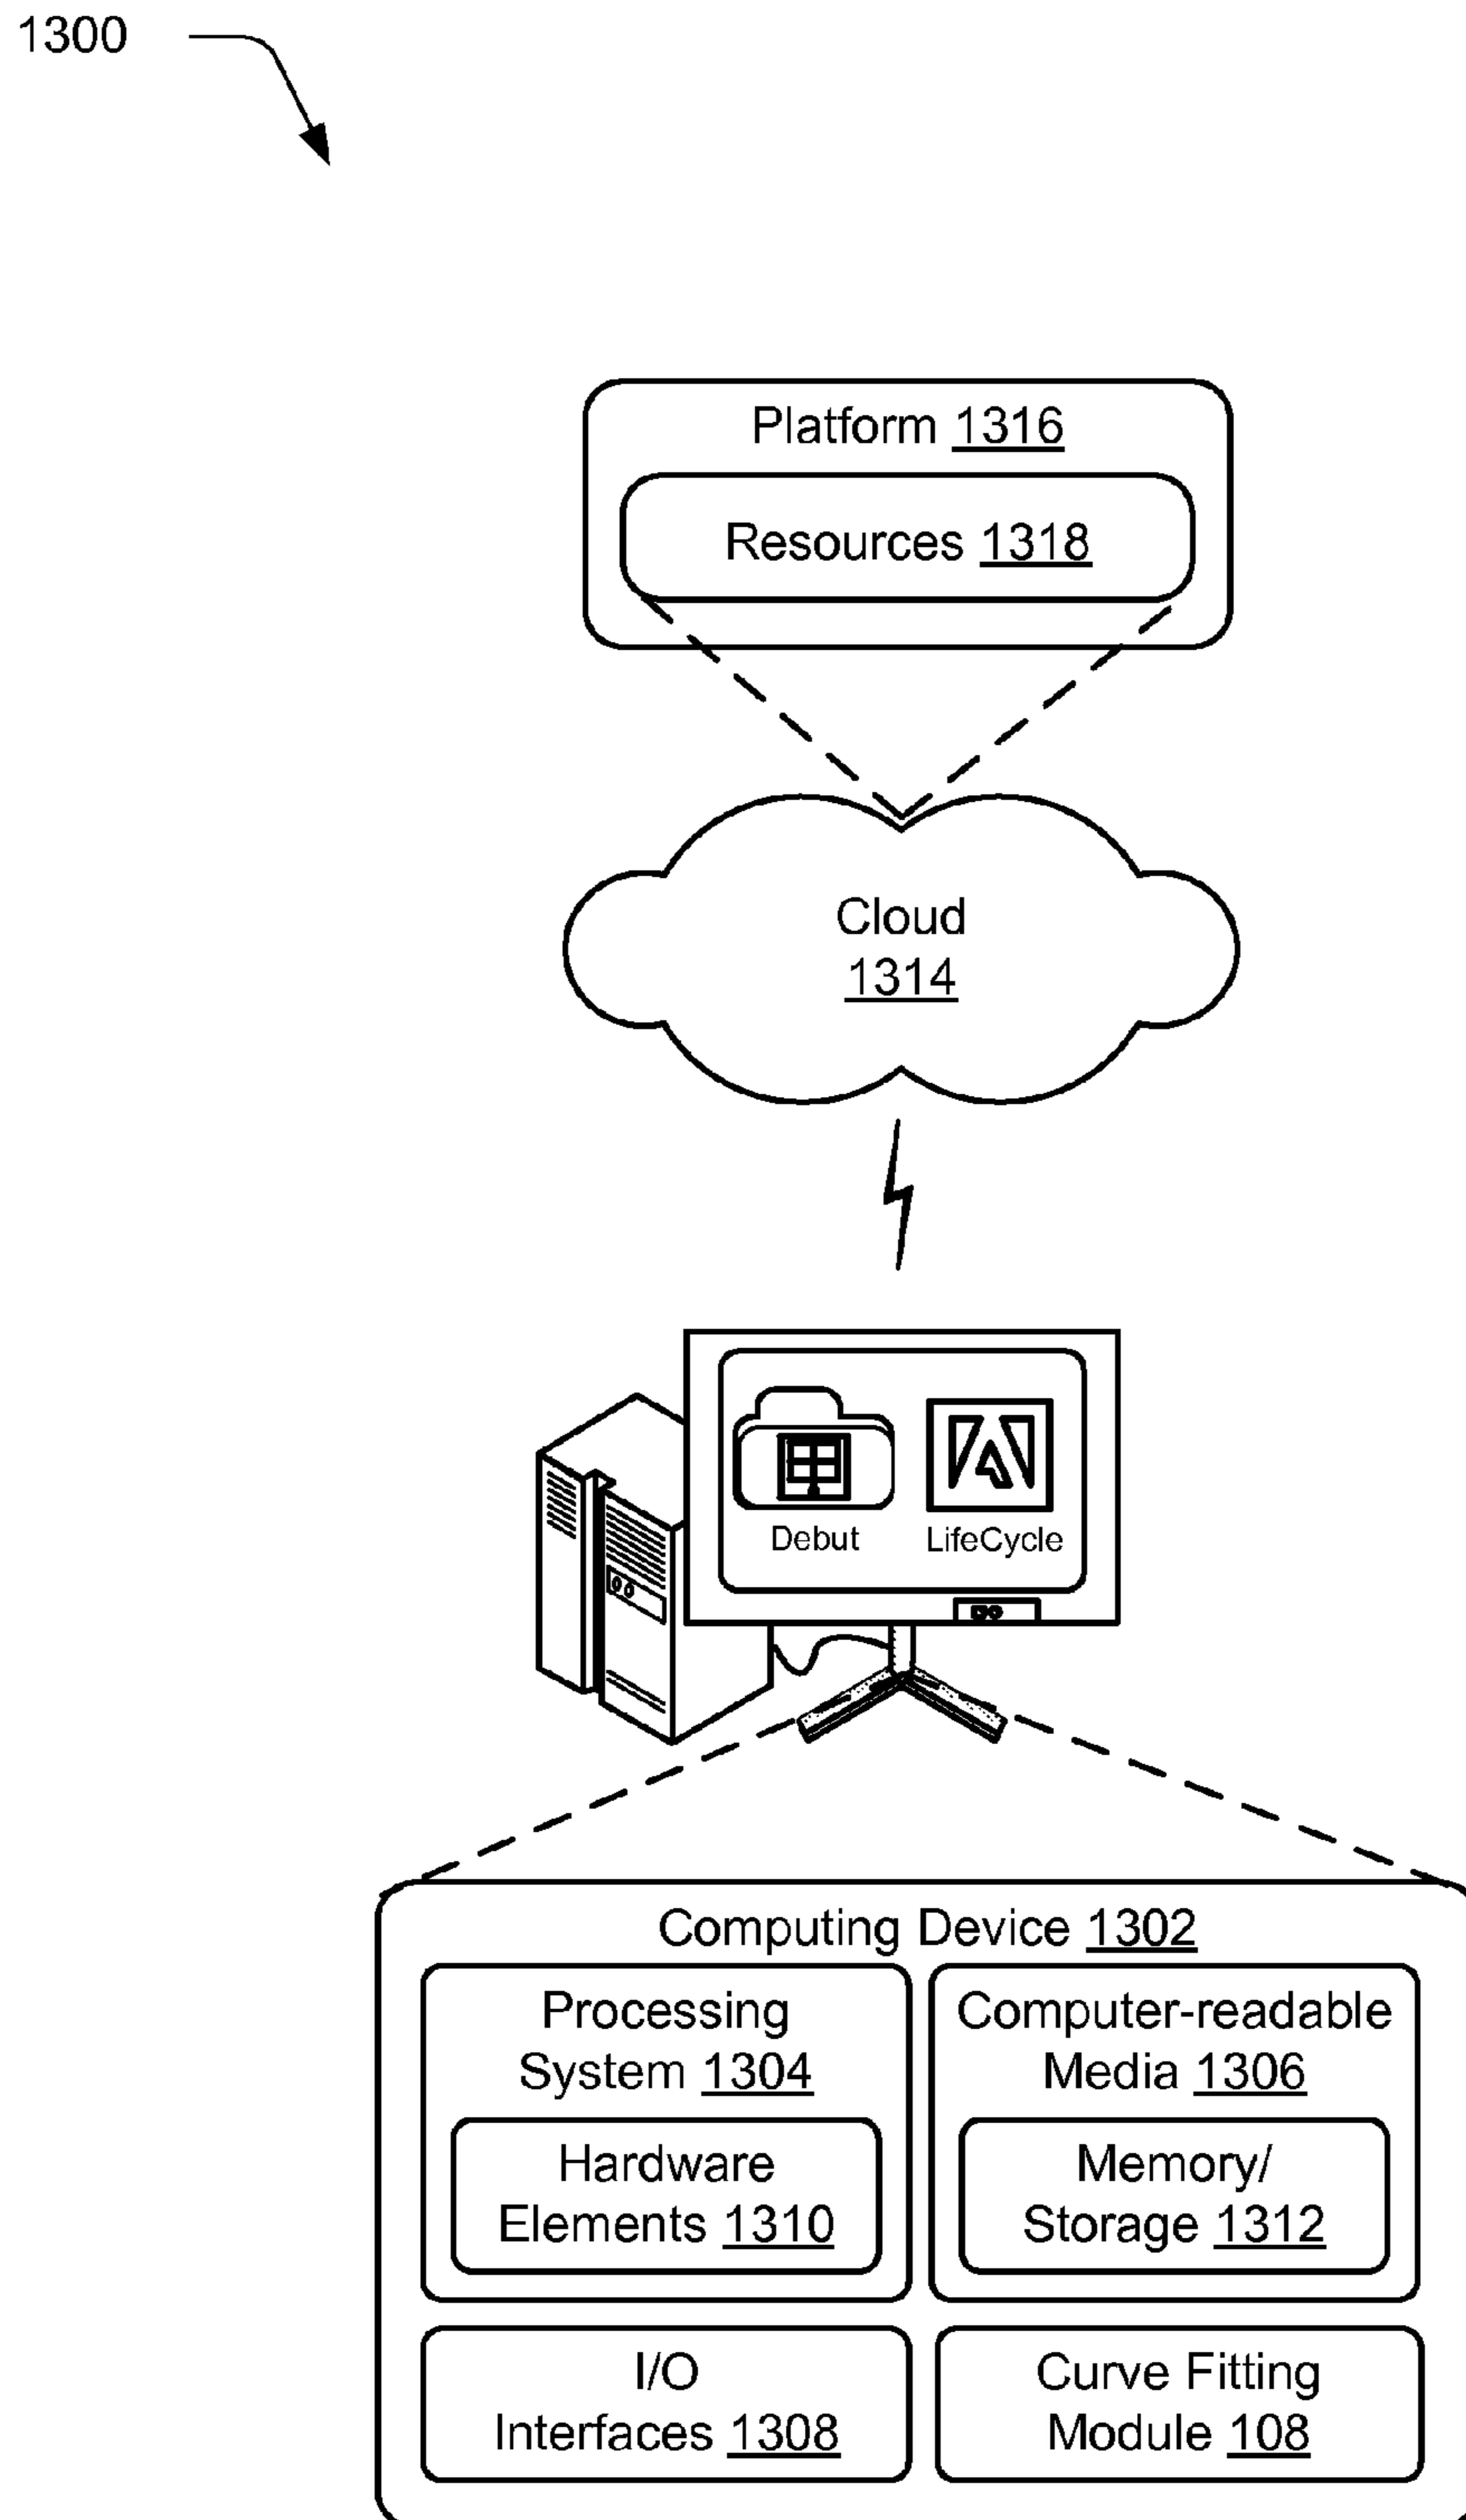 1300
Platform 1316
Resources 1318
Cloud
1314
Debut
LifeCycle
Computing Device 1302
Processing
System 1304
Hardware
Elements 1310
Computer-readable
Media 1306
Memory/
Storage 1312
I/O
Interfaces 1308
Curve Fitting
Module 108